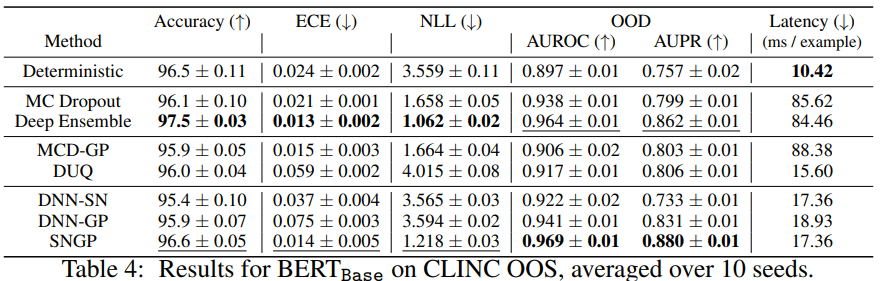 Accuracy (↑) ECE (↓) NLL (↓) OOD Latency (↓)
Method AUROC (↑) AUPR (↑) (ms / example)
Deterministic 96.5 ± 0.11 0.024 ± 0.002 3.559 ± 0.11 0.897 ± 0.01 0.757 ± 0.02 10.42
MC Dropout 96.1 ± 0.10 0.021 ± 0.001 1.658 ± 0.05 0.938 ± 0.01 0.799 ± 0.01 85.62
Deep Ensemble 97.5 ± 0.03 0.013 ± 0.002 1.062 ± 0.02 0.964 ± 0.01 0.862 ± 0.01 84.46
MCD-GP 95.9 ± 0.05 0.015 ± 0.003 1.664 ± 0.04 0.906 ± 0.02 0.803 ± 0.01 88.38
DUQ 96.0 ± 0.04 0.059 ± 0.002 4.015 ± 0.08 0.917 ± 0.01 0.806 ± 0.01 15.60
DNN-SN 95.4 ± 0.10 0.037 ± 0.004 3.565 ± 0.03 0.922 ± 0.02 0.733 ± 0.01 17.36
DNN-GP 95.9 ± 0.07 0.075 ± 0.003 3.594 ± 0.02 0.941 ± 0.01 0.831 ± 0.01 18.93
SNGP 96.6 ± 0.05 0.014 ± 0.005 1.218 ± 0.03 0.969 ± 0.01 0.880 ± 0.01 17.36
Table 4: Results for BERTBase on CLINC OOS, averaged over 10 seeds.